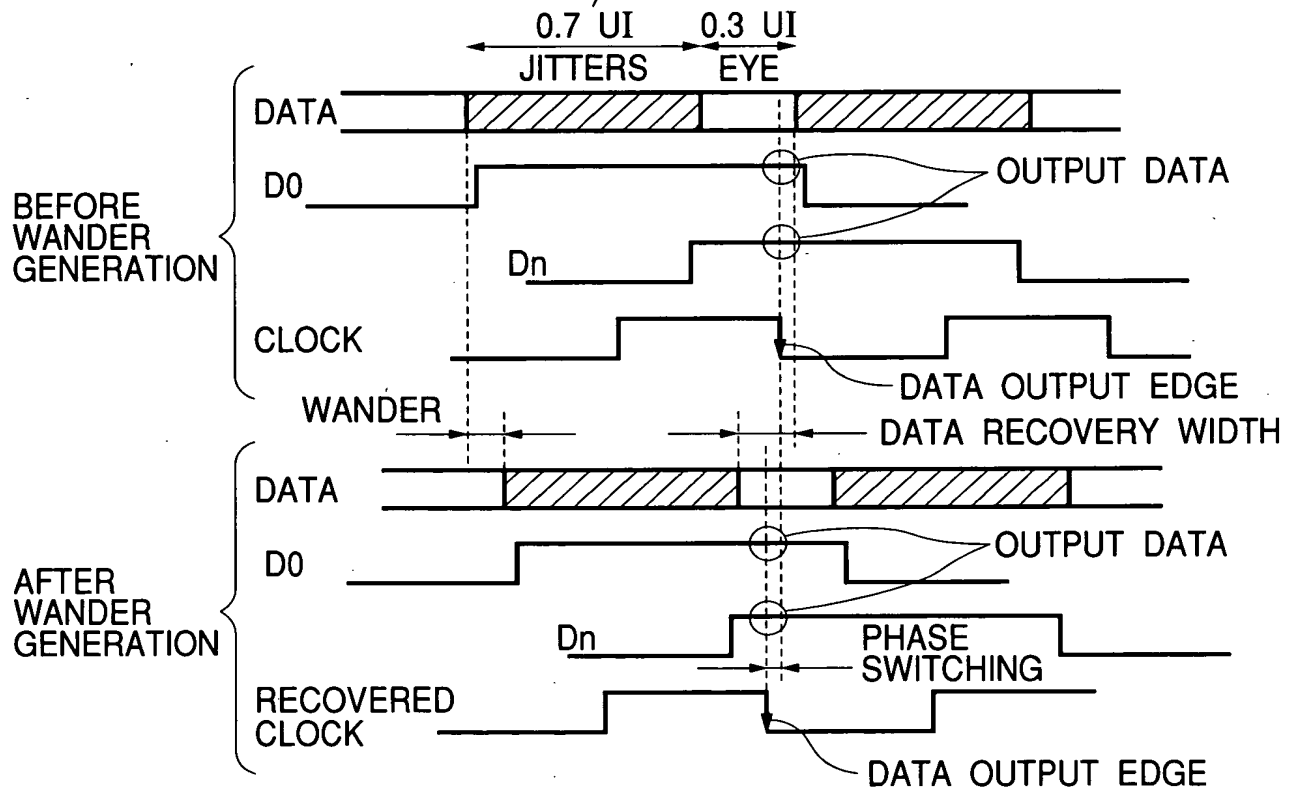 0.7 UI
0.3 UI
JITTERS
EYE
DATA
D0
OUTPUT DATA
BEFORE
WANDER
GENERATION
Dn
CLOCK
DATA OUTPUT EDGE
WANDER
DATA RECOVERY WIDTH
DATA
D0
OUTPUT DATA
AFTER
WANDER
GENERATION
Dn
PHASE
SWITCHING
RECOVERED
CLOCK
DATA OUTPUT EDGE